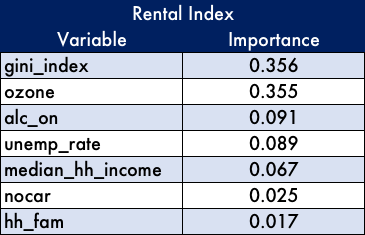 Rental Index
Variable Importance
gini_index 0.356
ozone 0.355
alc_on 0.091
unemp_rate 0.089
median_hh_income 0.067
nocar 0.025
hh_fam 0.017